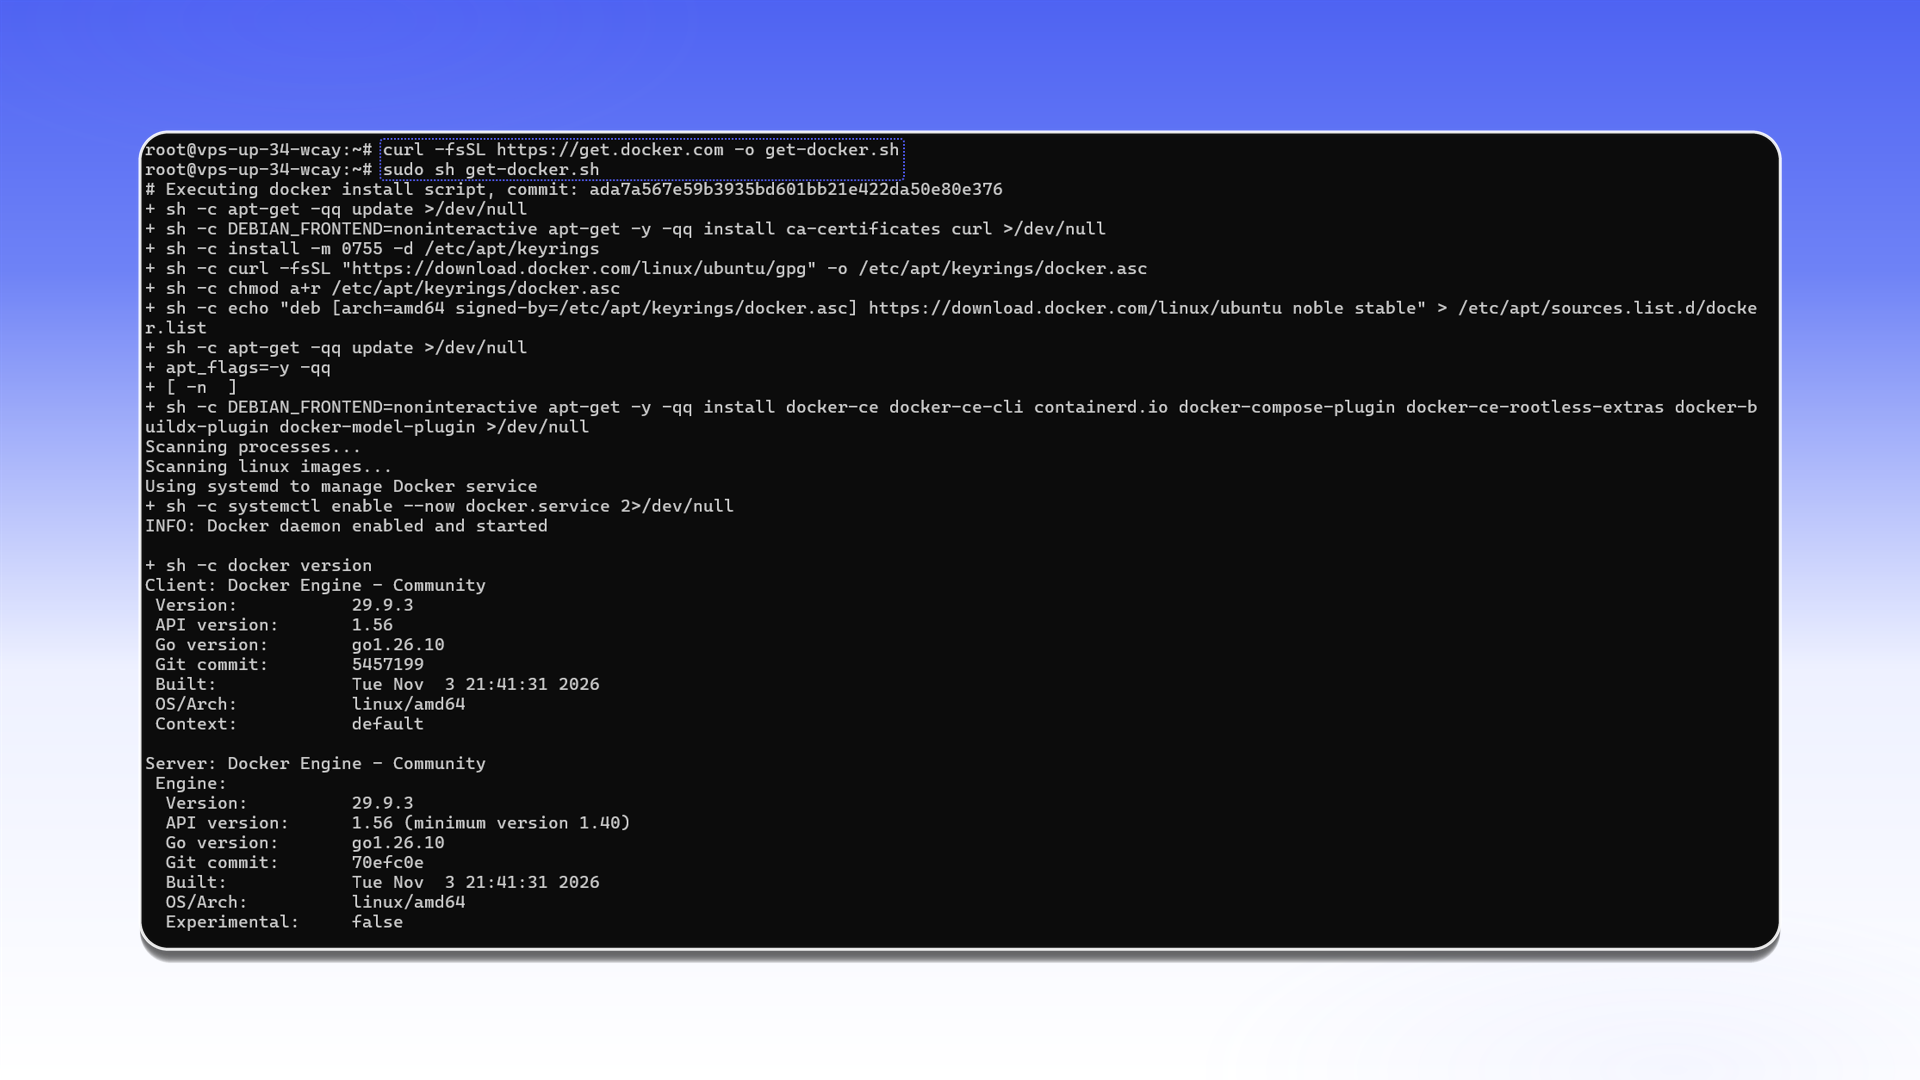 root@vps-up-34-wcay:~# curl -fsSL https://get.docker.com -o get-docker.sh
root@vps-up-34-wcay:~# sudo sh get-docker.sh
# Executing docker install script, commit: ada7a567e59b3935bd601bb21e422da50e80e376
+ sh -c apt-get -qq update >/dev/null
+ sh -c DEBIAN_FRONTEND=noninteractive apt-get -y -qq install ca-certificates curl >/dev/null
+ sh -c install -m 0755 -d /etc/apt/keyrings
+ sh -c curl -fsSL "https://download.docker.com/linux/ubuntu/gpg" -o /etc/apt/keyrings/docker.asc
+ sh -c chmod a+r /etc/apt/keyrings/docker.asc
+ sh -c echo "deb [arch=amd64 signed-by=/etc/apt/keyrings/docker.asc] https://download.docker.com/linux/ubuntu noble stable" > /etc/apt/sources.list.d/docke
r.list
+ sh -c apt-get -qq update >/dev/null
+ apt_flags=-y -qq
+ [ -n  ]
+ sh -c DEBIAN_FRONTEND=noninteractive apt-get -y -qq install docker-ce docker-ce-cli containerd.io docker-compose-plugin docker-ce-rootless-extras docker-b
uildx-plugin docker-model-plugin >/dev/null
Scanning processes...
Scanning linux images...
Using systemd to manage Docker service
+ sh -c systemctl enable --now docker.service 2>/dev/null
INFO: Docker daemon enabled and started

+ sh -c docker version
Client: Docker Engine - Community
 Version:           29.9.3
 API version:       1.56
 Go version:        go1.26.10
 Git commit:        5457199
 Built:             Tue Nov  3 21:41:31 2026
 OS/Arch:           linux/amd64
 Context:           default

Server: Docker Engine - Community
 Engine:
  Version:          29.9.3
  API version:      1.56 (minimum version 1.40)
  Go version:       go1.26.10
  Git commit:       70efc0e
  Built:            Tue Nov  3 21:41:31 2026
  OS/Arch:          linux/amd64
  Experimental:     false